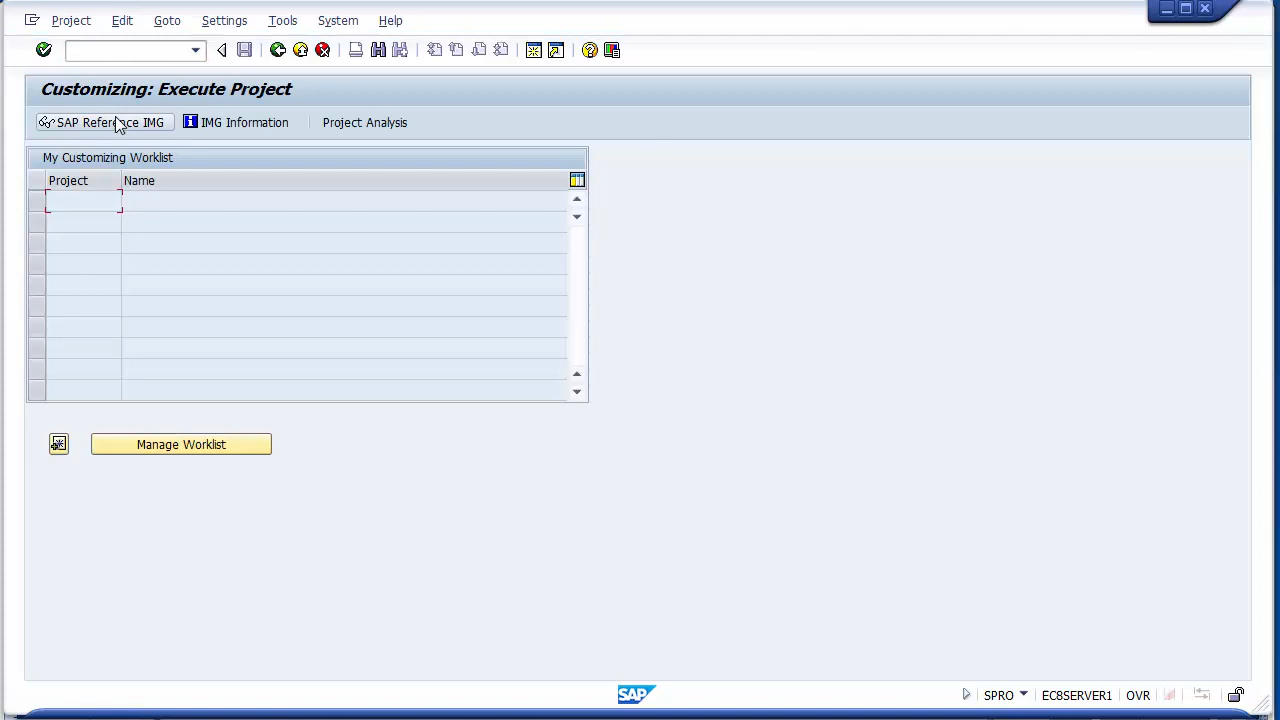 Project Edit Goto Settings Tools System Help
Customizing: Execute Project
SAP Reference IMG IMG Information Project Analysis
My Customizing Worklist
Project Name
Manage Worklist
SAP SPRO EC8SERVER1 OVR